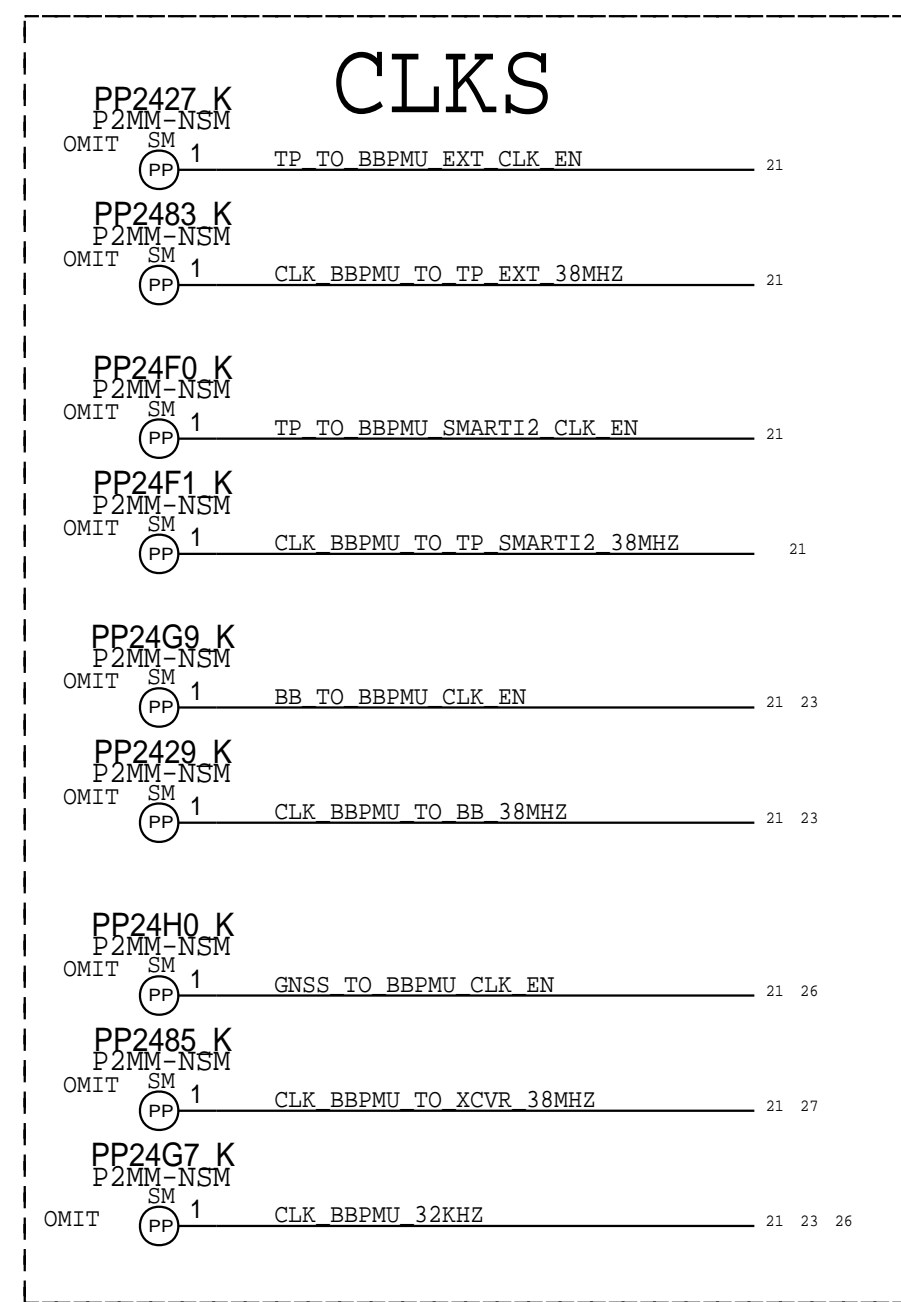 CLKS
PP2427_K
P2MM-NSM
OMIT SM
PP 1 TP_TO_BBPMU_EXT_CLK_EN 21
PP2483_K
P2MM-NSM
OMIT SM
PP 1 CLK_BBPMU_TO_TP_EXT_38MHZ 21
PP24F0_K
P2MM-NSM
OMIT SM
PP 1 TP_TO_BBPMU_SMARTI2_CLK_EN 21
PP24F1_K
P2MM-NSM
OMIT SM
PP 1 CLK_BBPMU_TO_TP_SMARTI2_38MHZ 21
PP24G9_K
P2MM-NSM
OMIT SM
PP 1 BB_TO_BBPMU_CLK_EN 21 23
PP2429_K
P2MM-NSM
OMIT SM
PP 1 CLK_BBPMU_TO_BB_38MHZ 21 23
PP24H0_K
P2MM-NSM
OMIT SM
PP 1 GNSS_TO_BBPMU_CLK_EN 21 26
PP2485_K
P2MM-NSM
OMIT SM
PP 1 CLK_BBPMU_TO_XCVR_38MHZ 21 27
PP24G7_K
P2MM-NSM
SM
OMIT PP 1 CLK_BBPMU_32KHZ 21 23 26